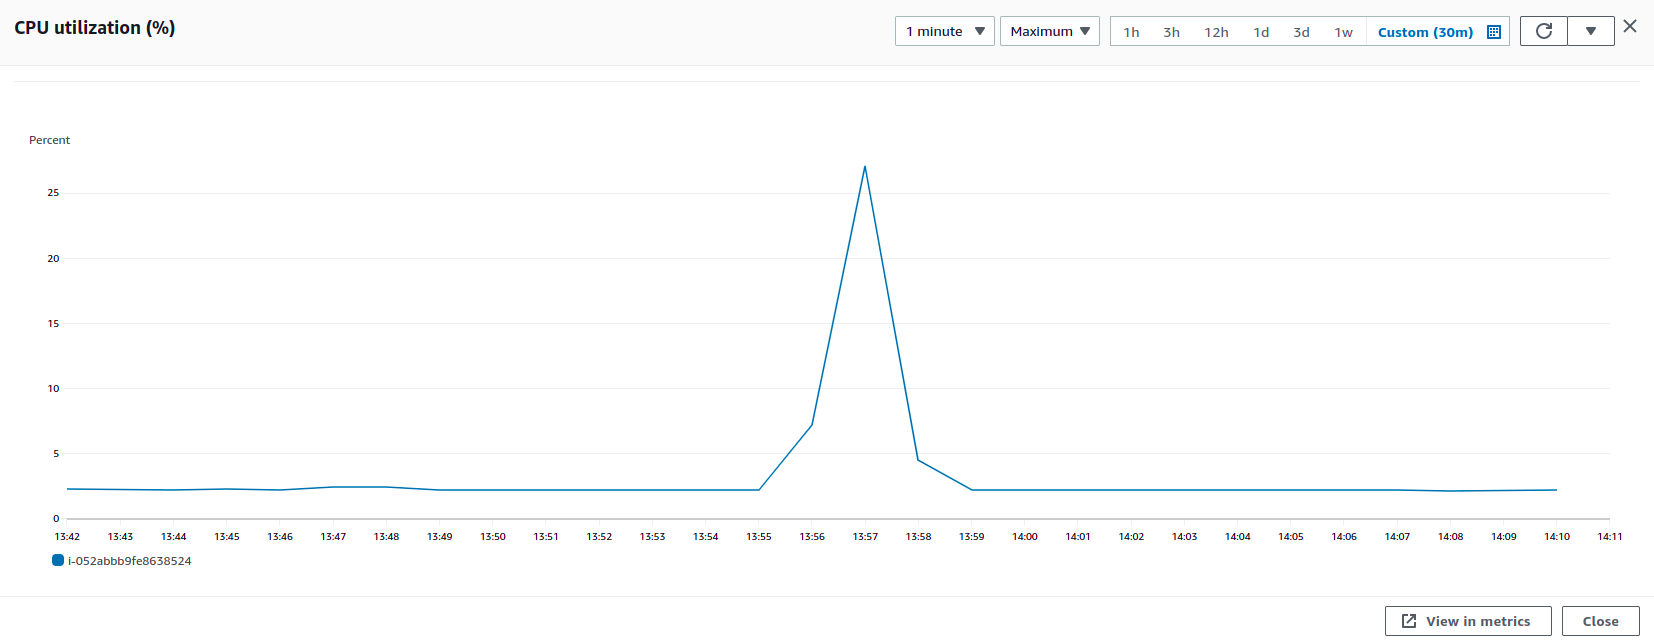 CPU utilization (%)
1 minute
Maximum
1h 3h 12h 1d 3d 1w Custom (30m)
Percent
25
20
15
10
5
0
13:42 13:43 13:44 13:45 13:46 13:47 13:48 13:49 13:50 13:51 13:52 13:53 13:54 13:55 13:56 13:57 13:58 13:59 14:00 14:01 14:02 14:03 14:04 14:05 14:06 14:07 14:08 14:09 14:10 14:11
i-052abbb9fe8638524
View in metrics
Close